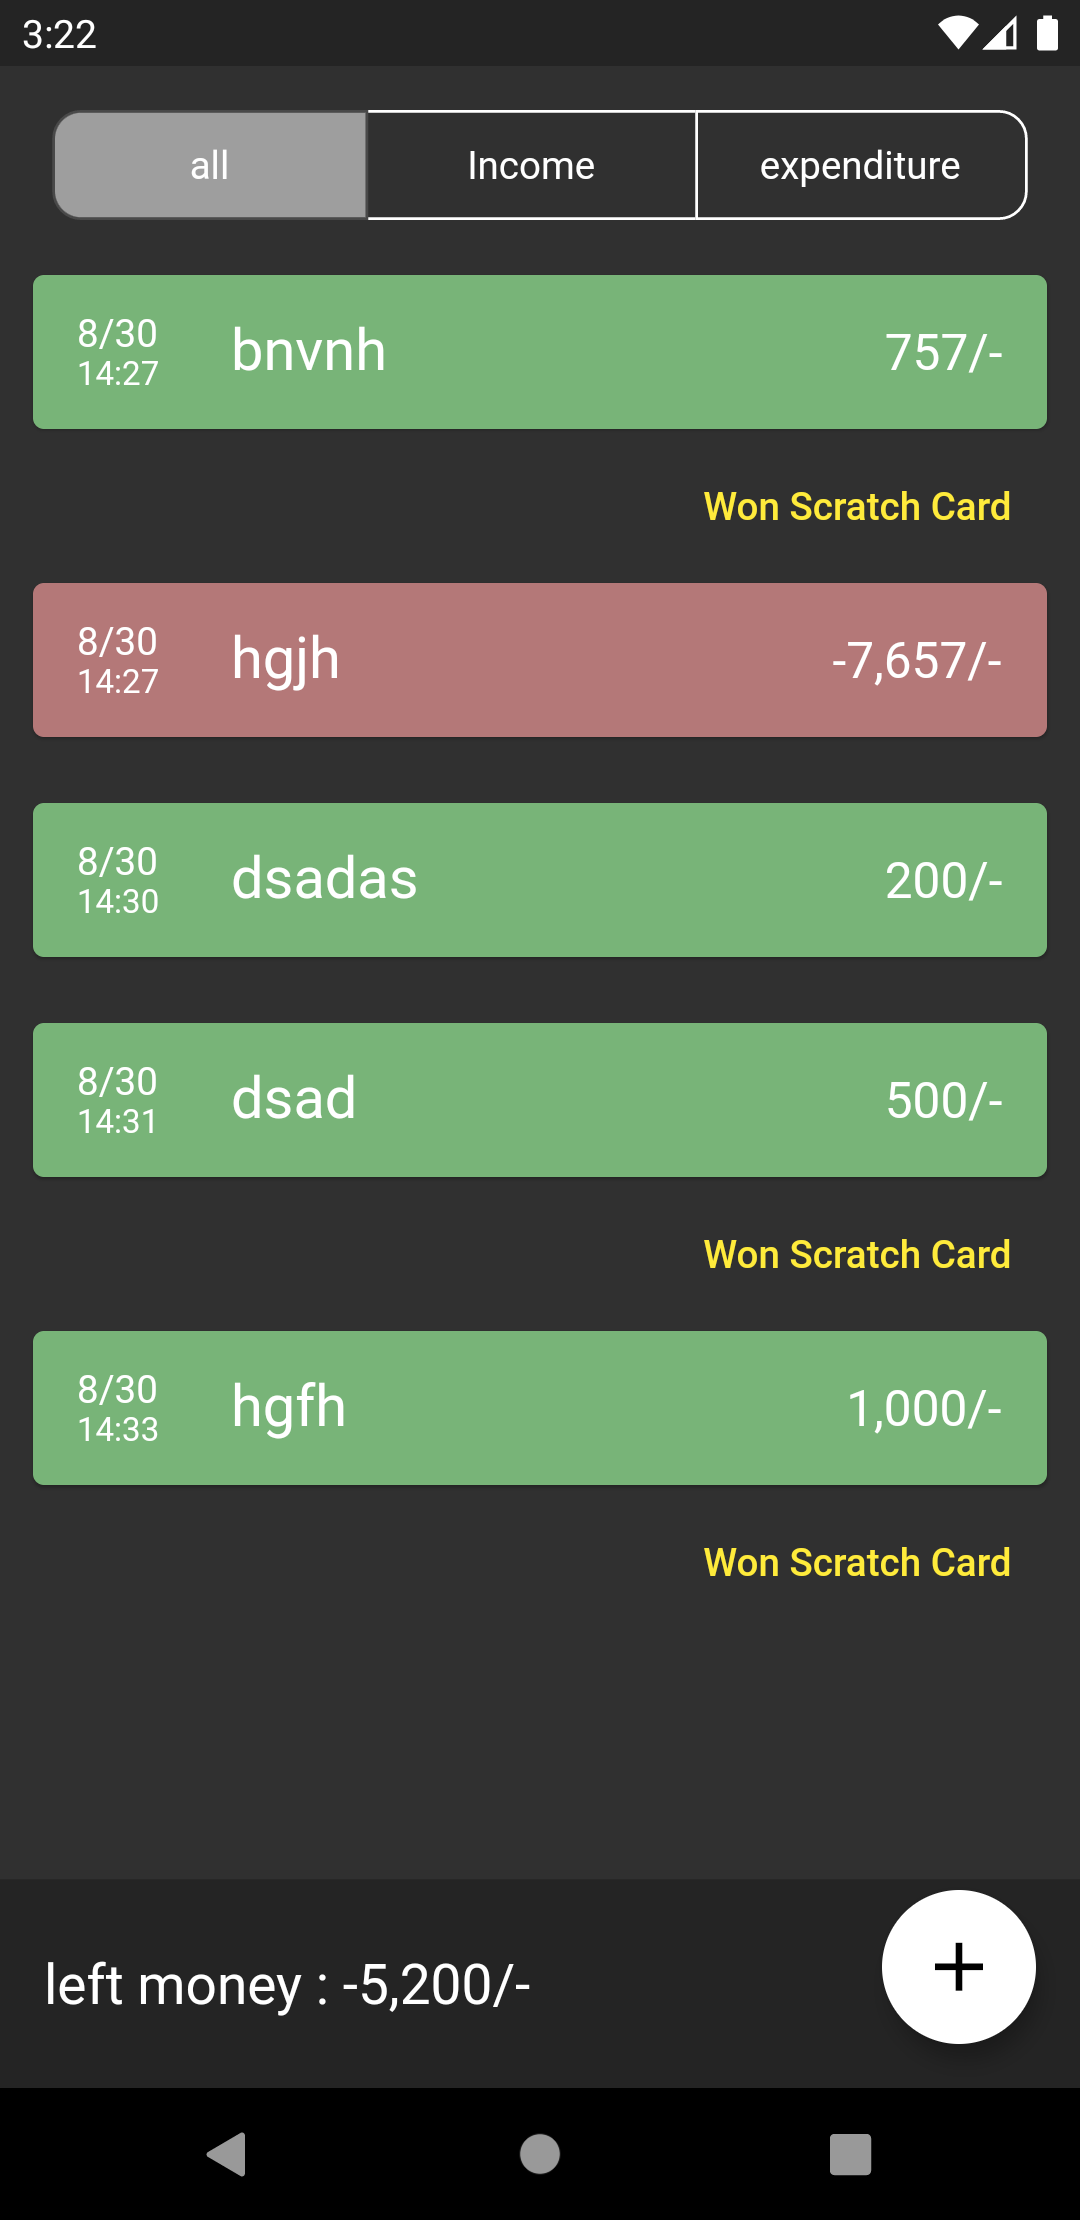 3:22
all
Income
expenditure
8/30
14:27
bnvnh
757/-
Won Scratch Card
8/30
14:27
hgjh
-7,657/-
8/30
14:30
dsadas
200/-
8/30
14:31
dsad
500/-
Won Scratch Card
8/30
14:33
hgfh
1,000/-
Won Scratch Card
left money : -5,200/-